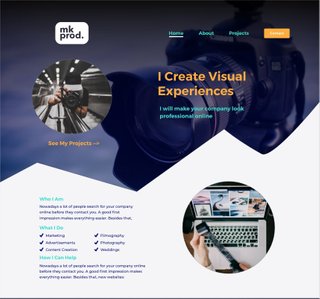 mk
prod.
Home About Projects Contact
I Create Visual
Experiences
I will make your company look
professional online
See My Projects -->
Who I Am
Nowadays a lot of people search for your company
online before they contact you. A good first
impression makes everything easier. Besides that,
What I Do
Marketing Filmography
Advertisements Photography
Content Creation Weddings
How I Can Help
Nowadays a lot of people search for your company online
before they contact you. A good first impression makes
everything easier. Besides that, new websites